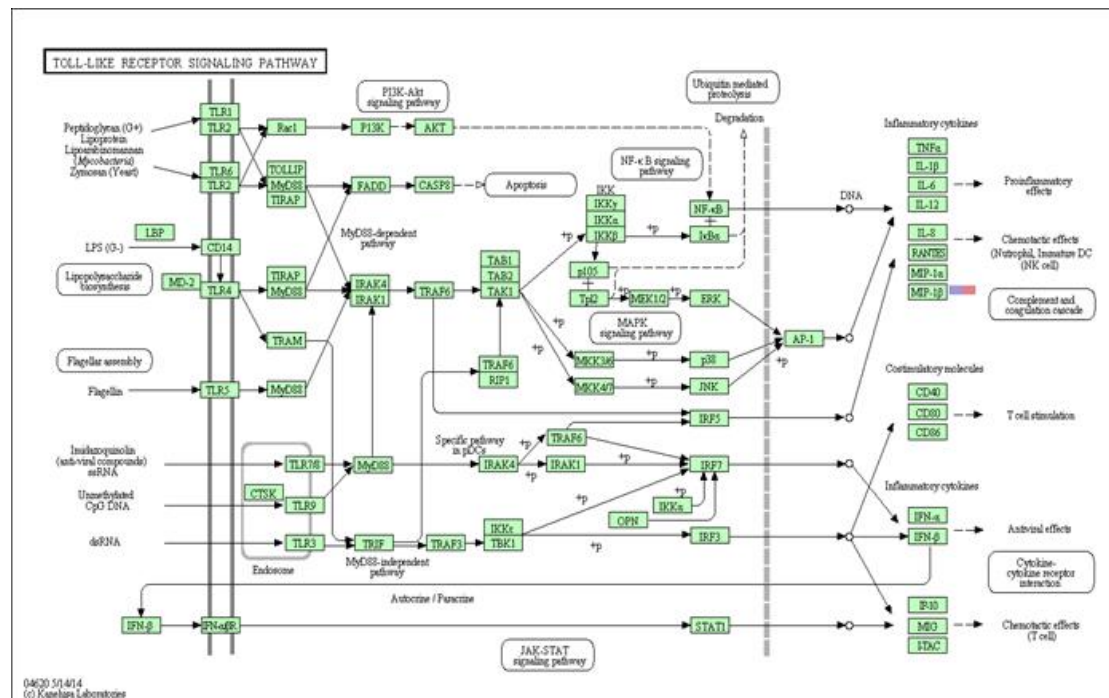 TOLL-LIKE RECEPTOR SIGNALING PATHWAY
PI3K-Akt
signaling pathway
Ubiquitin mediated
proteolysis
Degradation
Inflammatory cytokines
Peptidoglycan (G+)
Lipoprotein
Lipoarabinomannan
(Mycobacteria)
Zymosan (Yeast)
TLR1
TLR2
Rac1
PI3K
AKT
TLR6
TLR2
TOLLIP
MyD88
TIRAP
FADD
CASP8
Apoptosis
NF-κB signaling
pathway
IKK
IKKγ
IKKα
IKKβ
+p
NF-κB
IκBα
+p
DNA
TNFα
IL-1β
IL-6
IL-12
Proinflammatory
effects
IL-8
RANTES
MIP-1α
MIP-1β
Chemotactic effects
(Nutrophil, Immature DC
(NK cell)
Complement and
coagulation cascade
LBP
LPS (G-)
CD14
MyD88-dependent
pathway
Lipopolysaccharide
biosynthesis
MD-2
TLR4
TIRAP
MyD88
IRAK4
IRAK1
TRAF6
TAB1
TAB2
TAK1
p105
Tpl2
+p
MEK1/2
+p
ERK
MAPK
signaling pathway
AP-1
+p
TRAM
+p
+p
MKK3/6
+p
p38
TRAF6
RIP1
MKK4/7
+p
JNK
Flagellar assembly
Flagellin
TLR5
MyD88
IRF5
Costimulatory molecules
CD40
CD80
CD86
T cell stimulation
Imidazoquinolin
(anti-viral compounds)
ssRNA
TLR7/8
MyD88
Specific pathway
in pDCs
IRAK4
+p
+p
TRAF6
IRAK1
+p
+p
IRF7
Unmethylated
CpG DNA
CTSK
TLR9
+p
IKKα
+p
OPN
Inflammatory cytokines
IFN-α
IFN-β
Antiviral effects
dsRNA
TLR3
Endosome
TRIF
MyD88-independent
pathway
TRAF3
IKKε
TBK1
+p
IRF3
Cytokine-
cytokine receptor
interaction
Autocrine / Paracrine
IFN-β
IFN-αβR
STAT1
IP-10
MIG
I-TAC
Chemotactic effects
(T cell)
JAK-STAT
signaling pathway
04620 5/14/14
(c) Kanehisa Laboratories